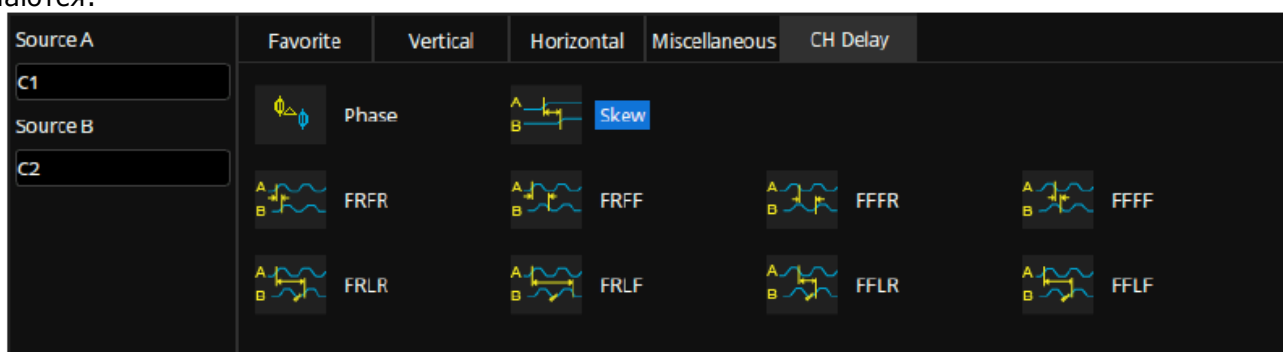 Source A
Favorite Vertical Horizontal Miscellaneous CH Delay
C1
Source B
C2
Phase
A B Skew
A B FRFR
A B FRFF
A B FFFR
A B FFFF
A B FRLR
A B FRLF
A B FFLR
A B FFLF